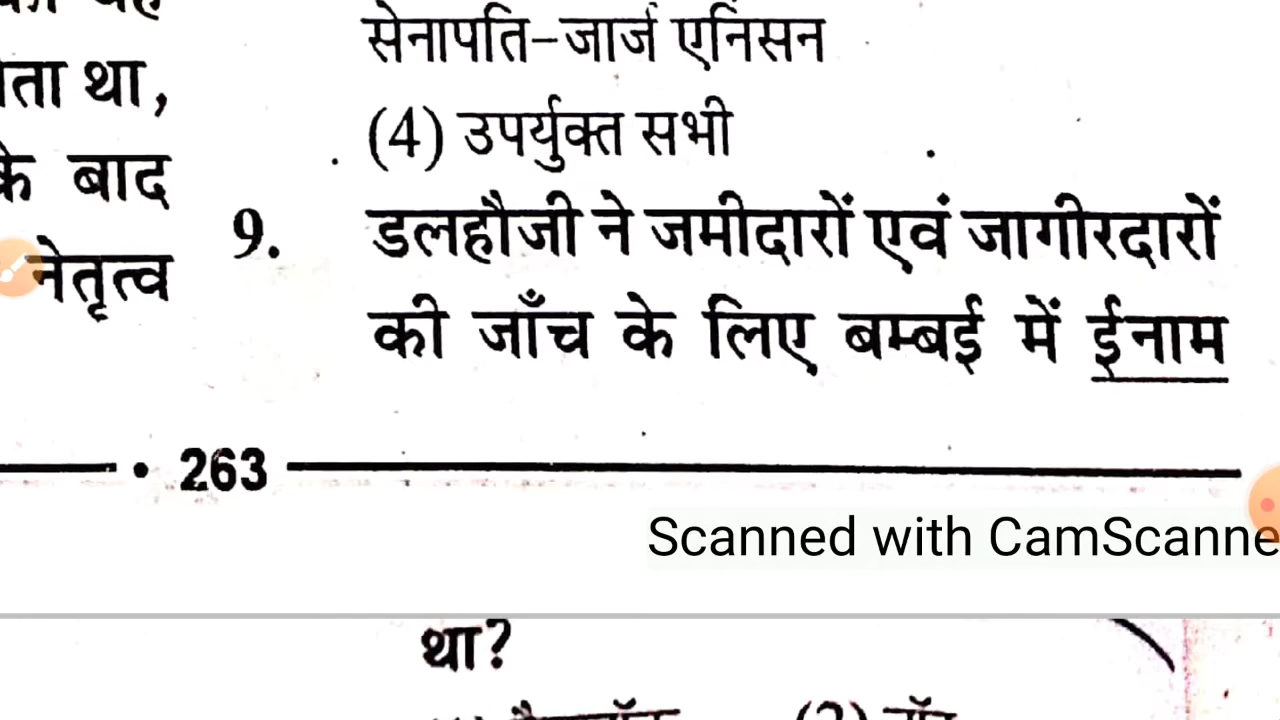 सेनापति-जार्ज एनिसन
ता था,
(4) उपर्युक्त सभी
के बाद
9. डलहौजी ने जमीदारों एवं जागीरदारों
नेतृत्व
की जाँच के लिए बम्बई में ईनाम
• 263
Scanned with CamScanne
था?